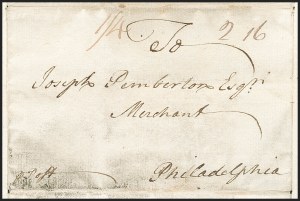 1/4 To 2 16
Joseph Pemberton Esqr.
Merchant
Philadelphia